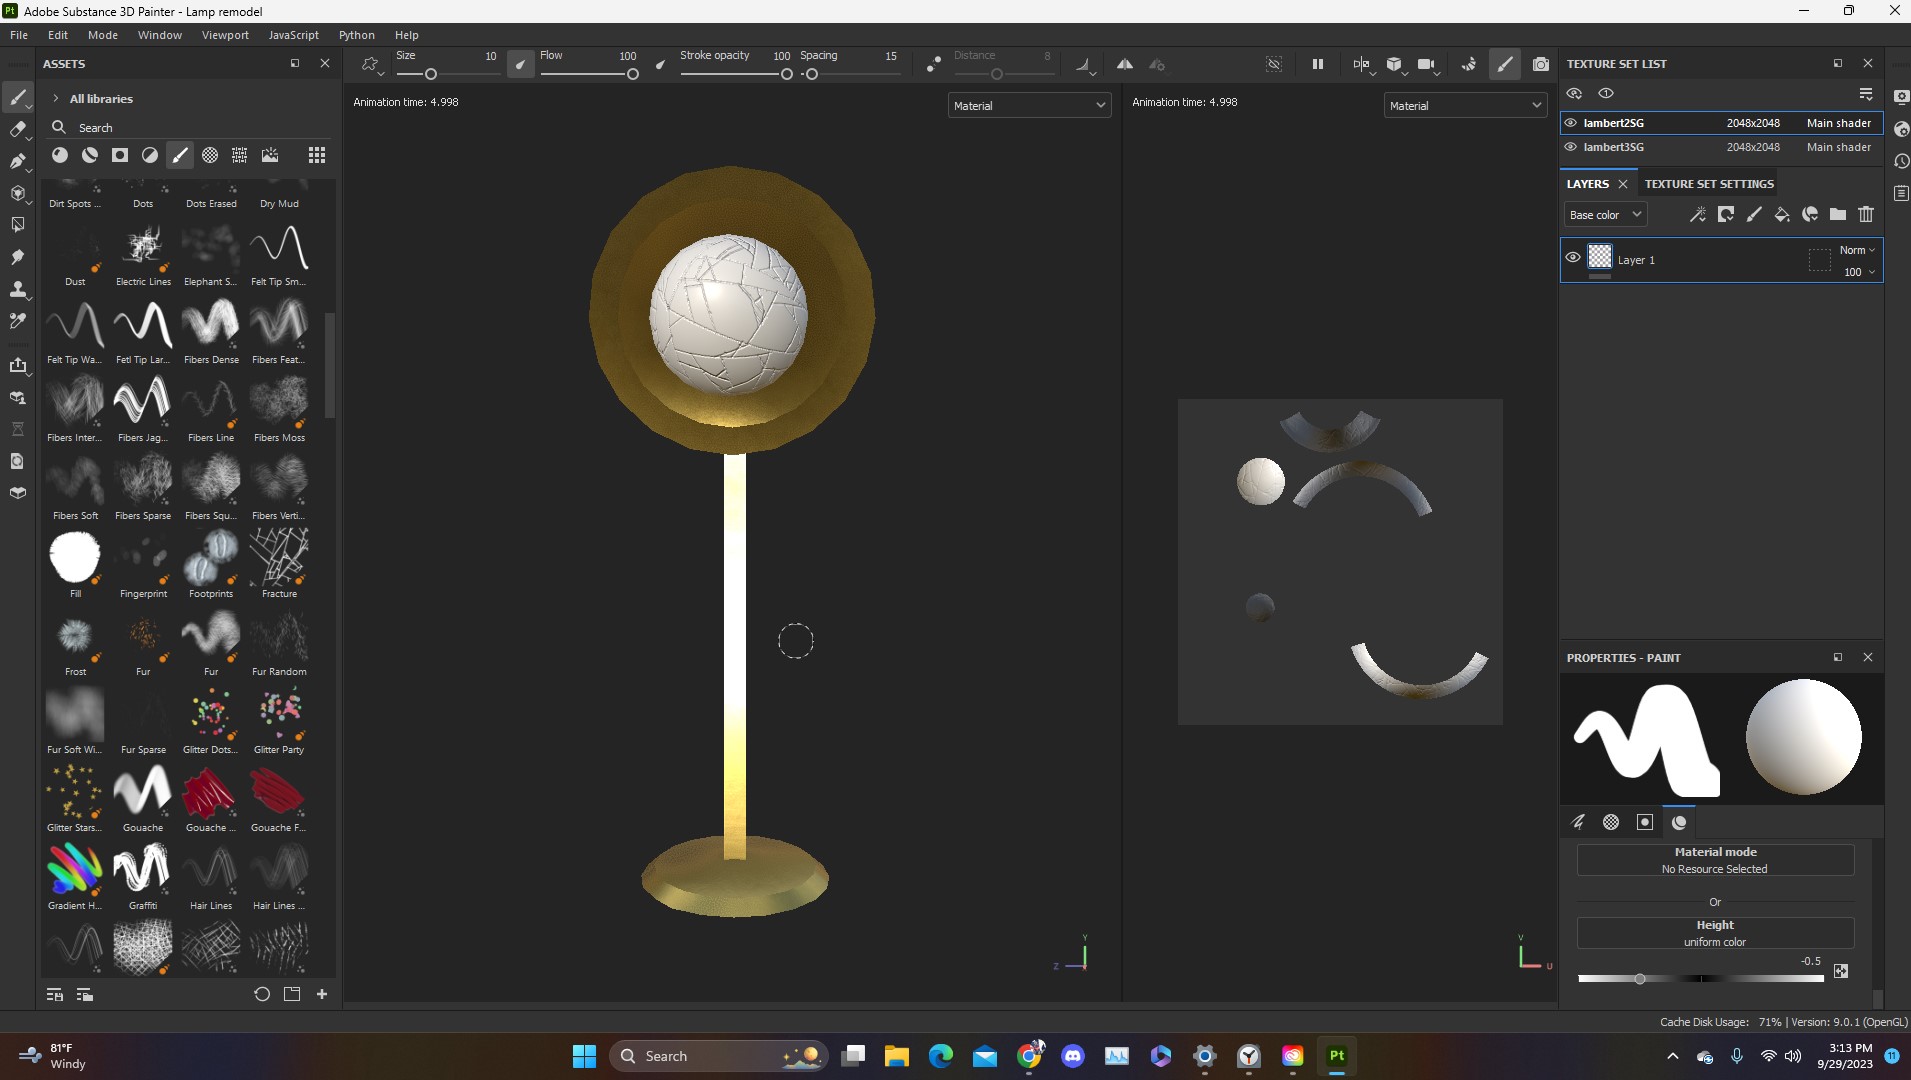 Pt Adobe Substance 3D Painter - Lamp remodel
File Edit Mode Window Viewport JavaScript Python Help
ASSETS
All libraries
Search
Dirt Spots ... Dots Dots Erased Dry Mud
Dust Electric Lines Elephant S... Felt Tip Sm...
Felt Tip Wa... Fetl Tip Lar... Fibers Dense Fibers Feat...
Fibers Inter... Fibers Jag... Fibers Line Fibers Moss
Fibers Soft Fibers Sparse Fibers Squ... Fibers Verti...
Fill Fingerprint Footprints Fracture
Frost Fur Fur Fur Random
Fur Soft Wi... Fur Sparse Glitter Dots... Glitter Party
Glitter Stars... Gouache Gouache ... Gouache F...
Gradient H... Graffiti Hair Lines Hair Lines ...
Size 10 Flow 100 Stroke opacity 100 Spacing 15 Distance 8
Animation time: 4.998
Material
Y
Z
Animation time: 4.998
Material
V
U
TEXTURE SET LIST
lambert2SG 2048x2048 Main shader
lambert3SG 2048x2048 Main shader
LAYERS TEXTURE SET SETTINGS
Base color
Layer 1
Norm
100
PROPERTIES - PAINT
Material mode
No Resource Selected
Or
Height
uniform color
-0.5
Cache Disk Usage: 71% | Version: 9.0.1 (OpenGL)
81°F
Windy
Search
Pt
3:13 PM
9/29/2023
11